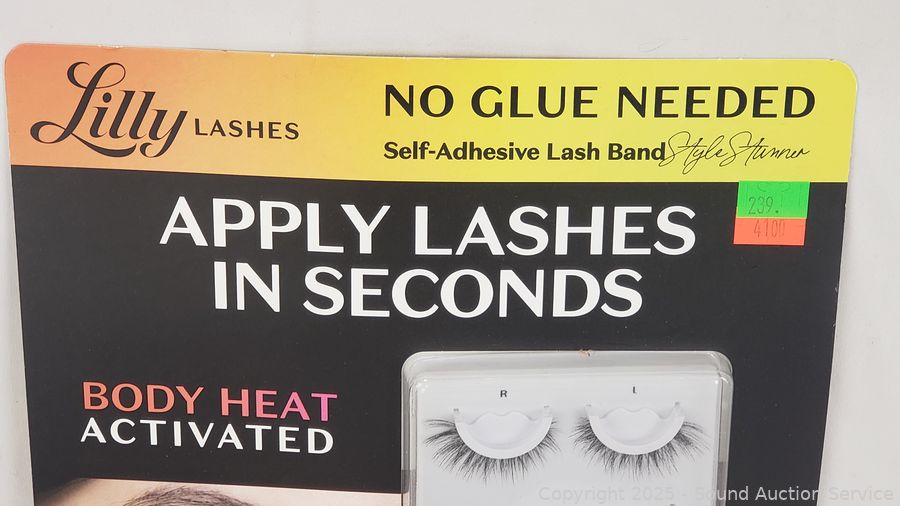 Lilly LASHES
NO GLUE NEEDED
Self-Adhesive Lash Band Style Stunner
APPLY LASHES
IN SECONDS
239.
4100
BODY HEAT
ACTIVATED
R L
Copyright 2025 - Sound Auction Service